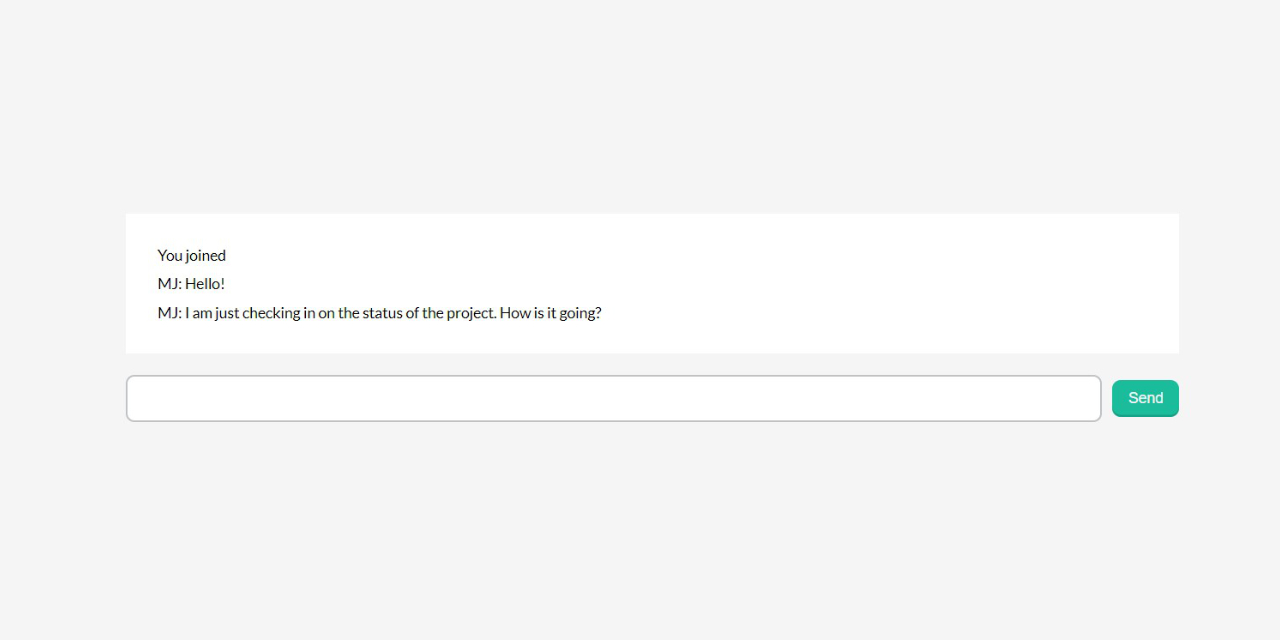 You joined
MJ: Hello!
MJ: I am just checking in on the status of the project. How is it going?
Send